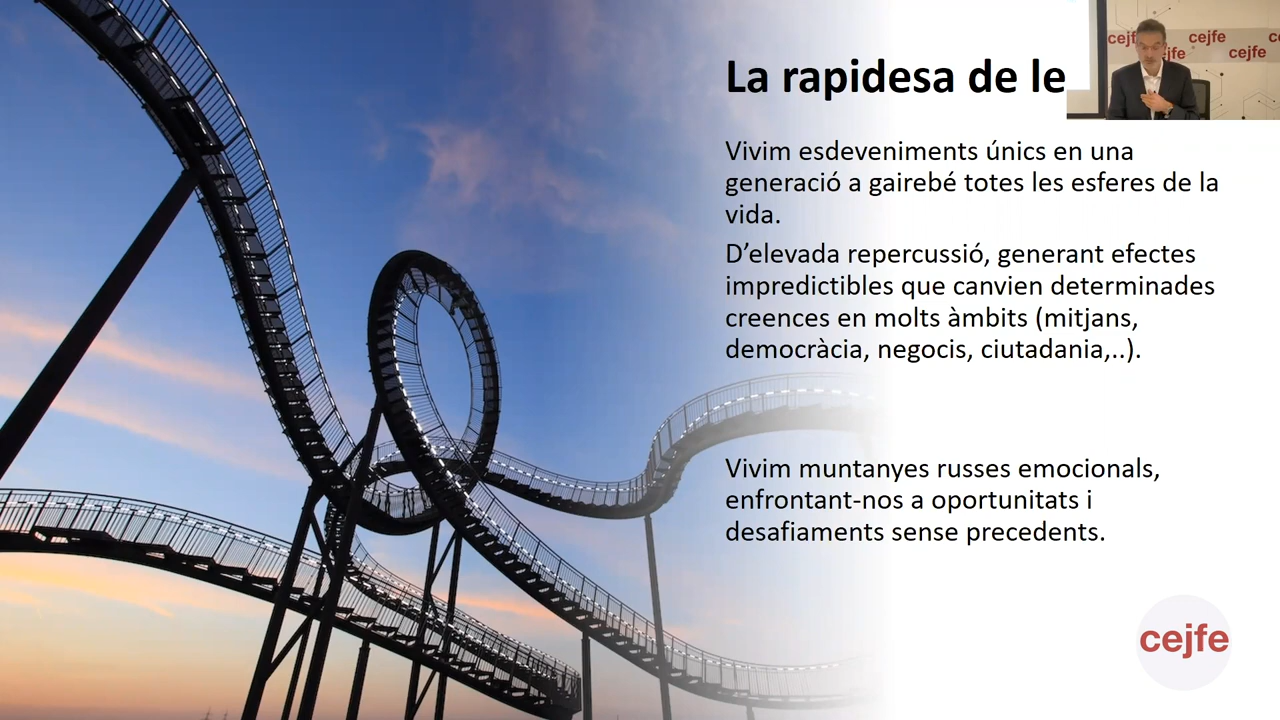 La rapidesa de le
cejfe
cejfe
Vivim esdeveniments únics en una
generació a gairebé totes les esferes de la
vida.
D’elevada repercussió, generant efectes
impredictibles que canvien determinades
creences en molts àmbits (mitjans,
democràcia, negocis, ciutadania,..).
Vivim muntanyes russes emocionals,
enfrontant-nos a oportunitats i
desafiaments sense precedents.
cejfe